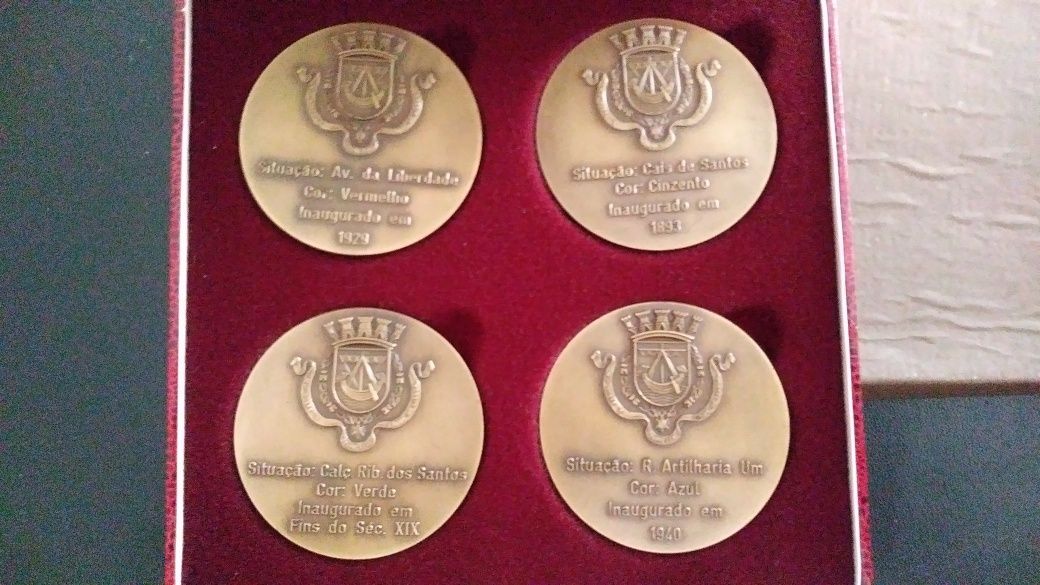 Situação: Av. da Liberdade
Cor: Vermelho
Inaugurado em
1929
Situação: Cais de Santos
Cor: Cinzento
Inaugurado em
1893
Situação: Calç. Rib. dos Santos
Cor: Verde
Inaugurado em
Fins do Séc. XIX
Situação: R. Artilharia Um
Cor: Azul
Inaugurado em
1940